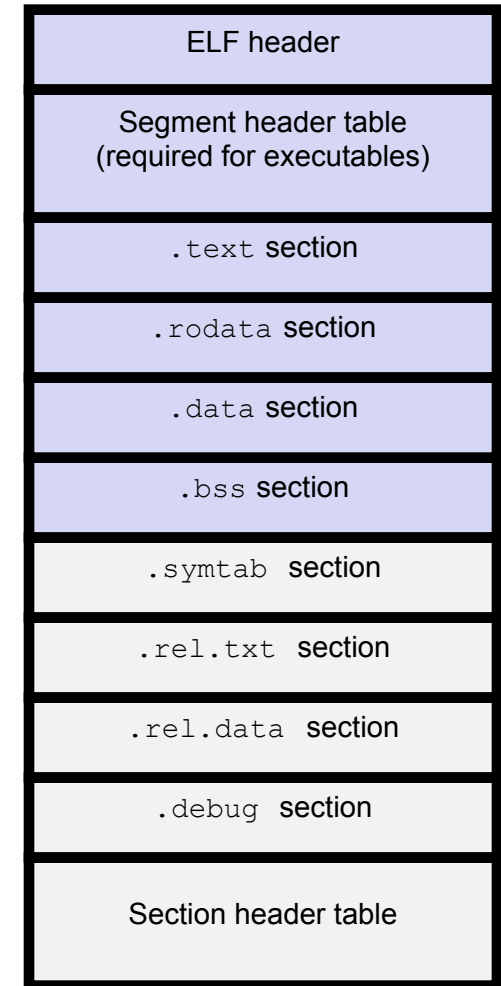 ELF header
Segment header table
(required for executables)
.text section
.rodata section
.data section
.bss section
.symtab section
.rel.txt section
.rel.data section
.debug section
Section header table